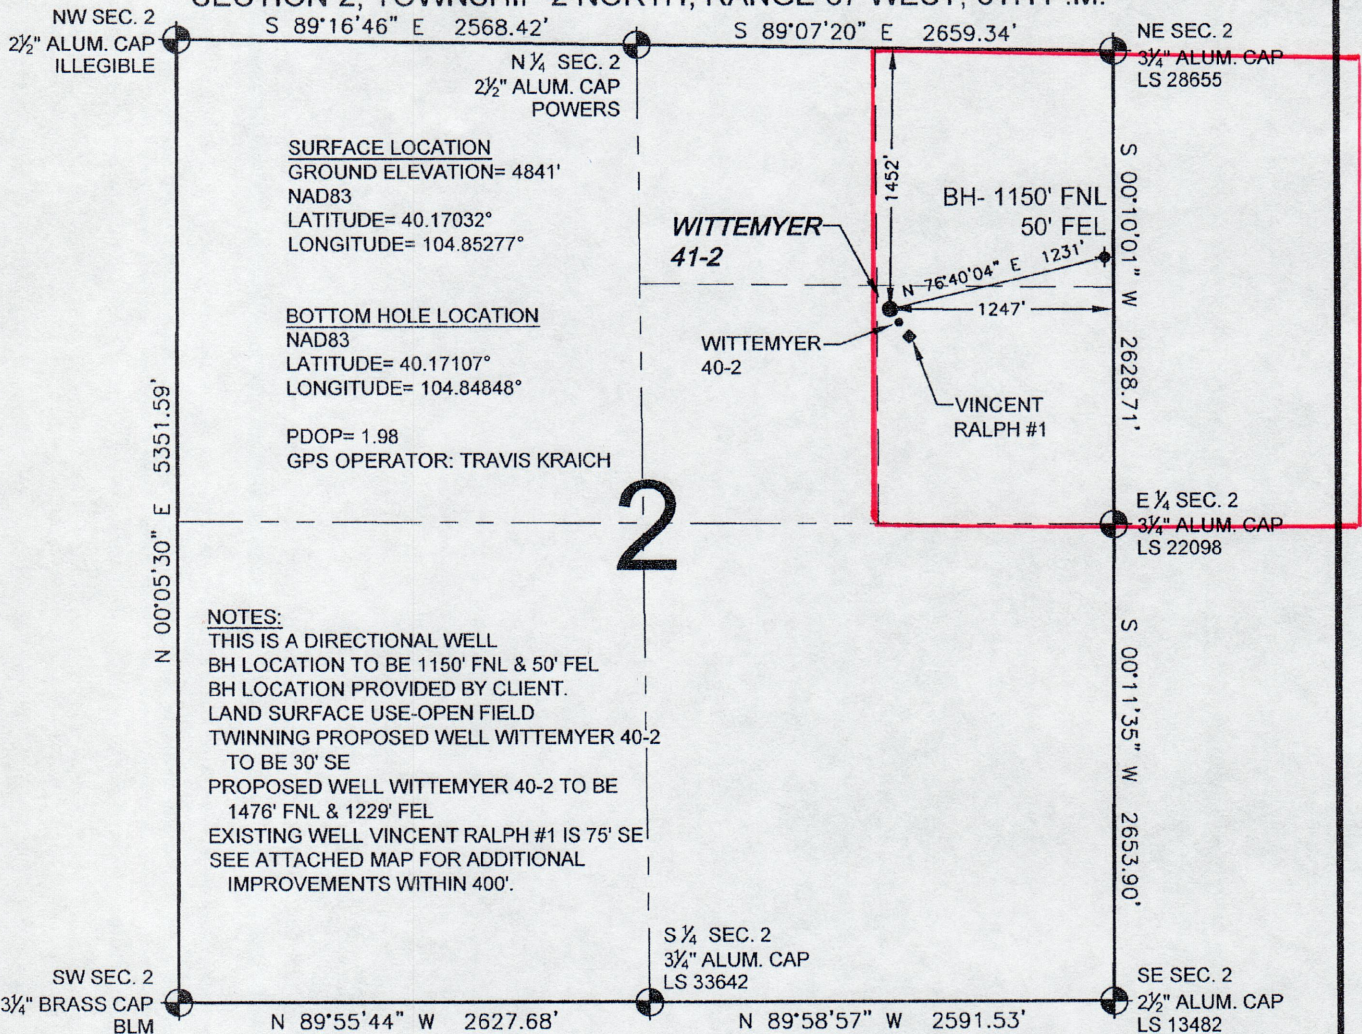 SECTION 2, TOWNSHIP 2 NORTH, RANGE 67 WEST, 6TH P.M.
NW SEC. 2
2½" ALUM. CAP
ILLEGIBLE
S 89°16'46" E 2568.42'
N ¼ SEC. 2
2½" ALUM. CAP
POWERS
S 89°07'20" E 2659.34'
NE SEC. 2
3¼" ALUM. CAP
LS 28655
SURFACE LOCATION
GROUND ELEVATION= 4841'
NAD83
LATITUDE= 40.17032°
LONGITUDE= 104.85277°
BOTTOM HOLE LOCATION
NAD83
LATITUDE= 40.17107°
LONGITUDE= 104.84848°
PDOP= 1.98
GPS OPERATOR: TRAVIS KRAICH
1452'
BH- 1150' FNL
50' FEL
WITTEMYER
41-2
N 76°40'04" E 1231'
1247'
WITTEMYER
40-2
VINCENT
RALPH #1
S 00°10'01" W 2628.71'
N 00°05'30" E 5351.59'
2
E ¼ SEC. 2
3¼" ALUM. CAP
LS 22098
NOTES:
THIS IS A DIRECTIONAL WELL
BH LOCATION TO BE 1150' FNL & 50' FEL
BH LOCATION PROVIDED BY CLIENT.
LAND SURFACE USE-OPEN FIELD
TWINNING PROPOSED WELL WITTEMYER 40-2
TO BE 30' SE
PROPOSED WELL WITTEMYER 40-2 TO BE
1476' FNL & 1229' FEL
EXISTING WELL VINCENT RALPH #1 IS 75' SE
SEE ATTACHED MAP FOR ADDITIONAL
IMPROVEMENTS WITHIN 400'.
S 00°11'35" W 2653.90'
SW SEC. 2
3¼" BRASS CAP
BLM
N 89°55'44" W 2627.68'
S ¼ SEC. 2
3¼" ALUM. CAP
LS 33642
N 89°58'57" W 2591.53'
SE SEC. 2
2½" ALUM. CAP
LS 13482